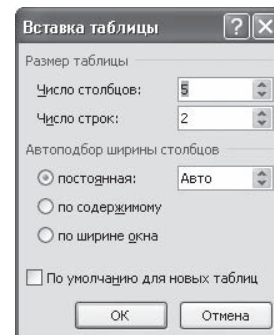 Вставка таблицы
Размер таблицы
Число столбцов: 5
Число строк: 2
Автоподбор ширины столбцов
постоянная: Авто
по содержимому
по ширине окна
По умолчанию для новых таблиц
ОК Отмена